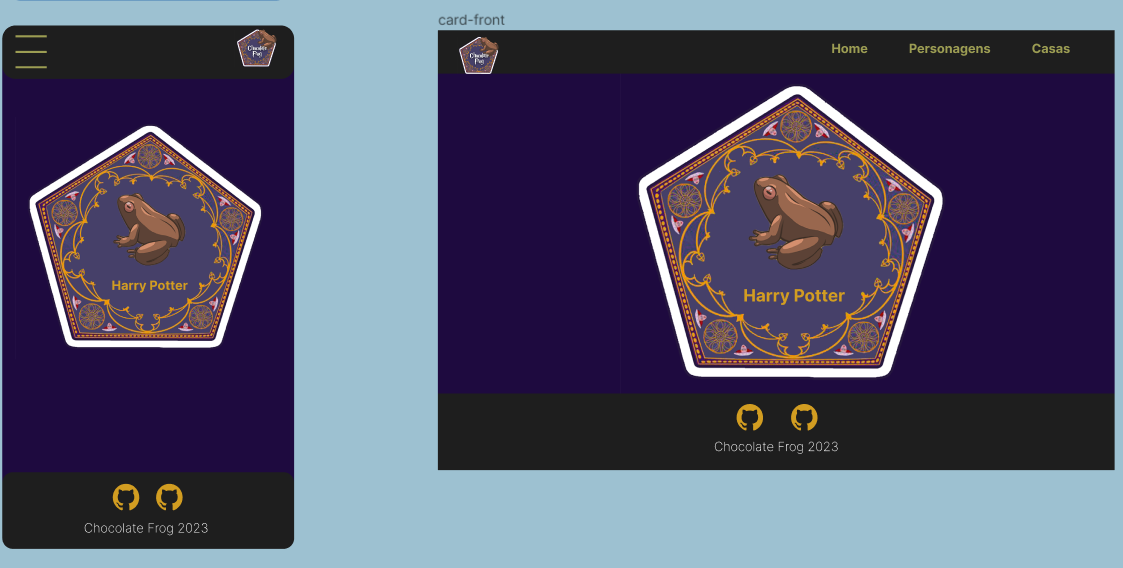 card-front
Chocolate
Frog
Harry Potter
Chocolate Frog 2023
Chocolate
Frog
Home
Personagens
Casas
Harry Potter
Chocolate Frog 2023